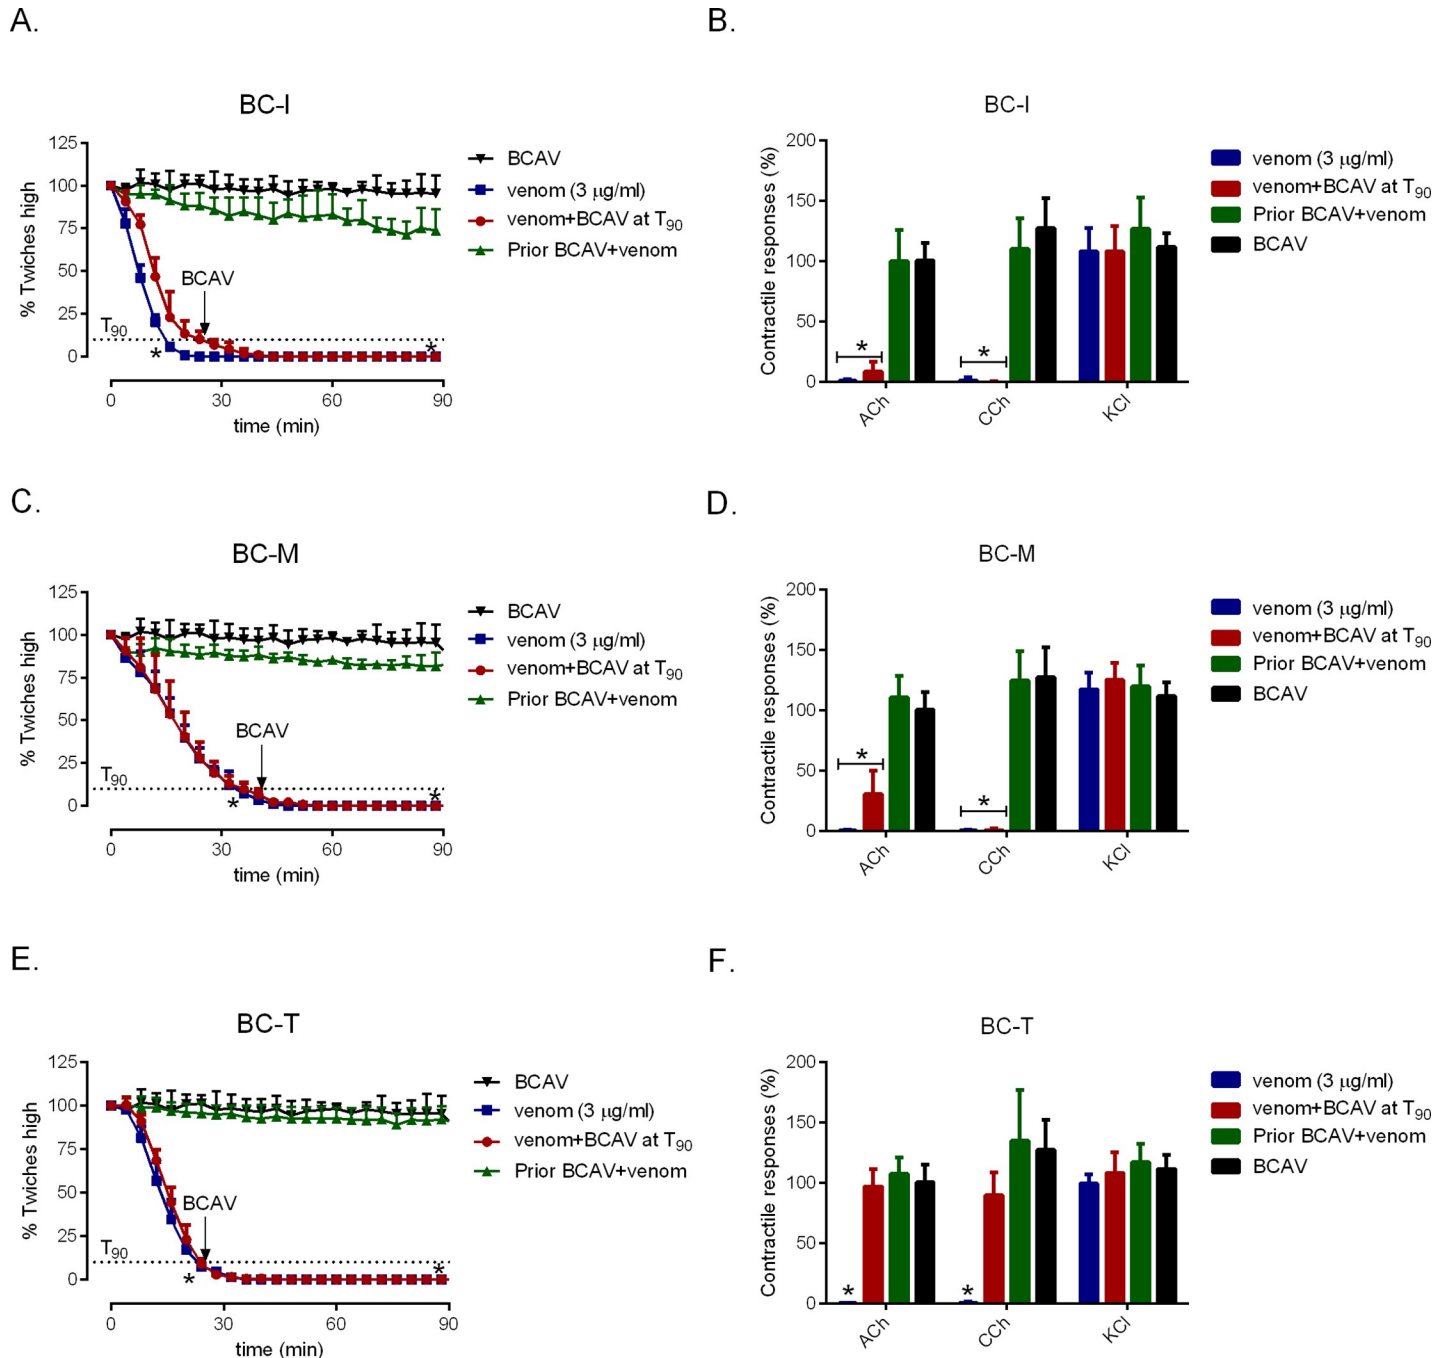 A.
BC-I
% Twiches high
125
100
75
50
25
0
T90
BCAV
*
*
0
30
60
90
time (min)
BCAV
venom (3 µg/ml)
venom+BCAV at T90
Prior BCAV+venom
B.
BC-I
Contractile responses (%)
200
150
100
50
0
*
*
ACh
CCh
KCl
venom (3 µg/ml)
venom+BCAV at T90
Prior BCAV+venom
BCAV
C.
BC-M
% Twiches high
125
100
75
50
25
0
T90
BCAV
*
*
0
30
60
90
time (min)
BCAV
venom (3 µg/ml)
venom+BCAV at T90
Prior BCAV+venom
D.
BC-M
Contractile responses (%)
200
150
100
50
0
*
*
ACh
CCh
KCl
venom (3 µg/ml)
venom+BCAV at T90
Prior BCAV+venom
BCAV
E.
BC-T
% Twiches high
125
100
75
50
25
0
T90
BCAV
*
*
0
30
60
90
time (min)
BCAV
venom (3 µg/ml)
venom+BCAV at T90
Prior BCAV+venom
F.
BC-T
Contractile responses (%)
200
150
100
50
0
*
*
ACh
CCh
KCl
venom (3 µg/ml)
venom+BCAV at T90
Prior BCAV+venom
BCAV